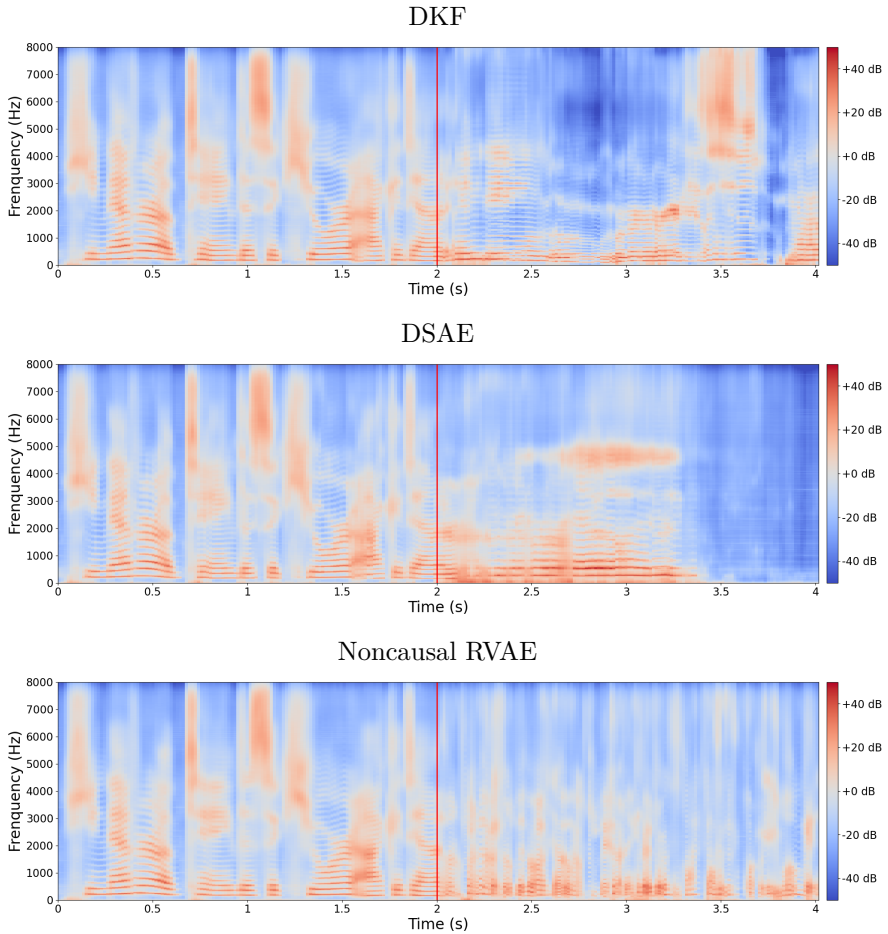 DKF
8000
7000
6000
5000
4000
3000
2000
1000
0
Frenquency (Hz)
0 0.5 1 1.5 2 2.5 3 3.5 4
Time (s)
+40 dB
+20 dB
+0 dB
-20 dB
-40 dB
DSAE
8000
7000
6000
5000
4000
3000
2000
1000
0
Frenquency (Hz)
0 0.5 1 1.5 2 2.5 3 3.5 4
Time (s)
+40 dB
+20 dB
+0 dB
-20 dB
-40 dB
Noncausal RVAE
8000
7000
6000
5000
4000
3000
2000
1000
0
Frenquency (Hz)
0 0.5 1 1.5 2 2.5 3 3.5 4
Time (s)
+40 dB
+20 dB
+0 dB
-20 dB
-40 dB